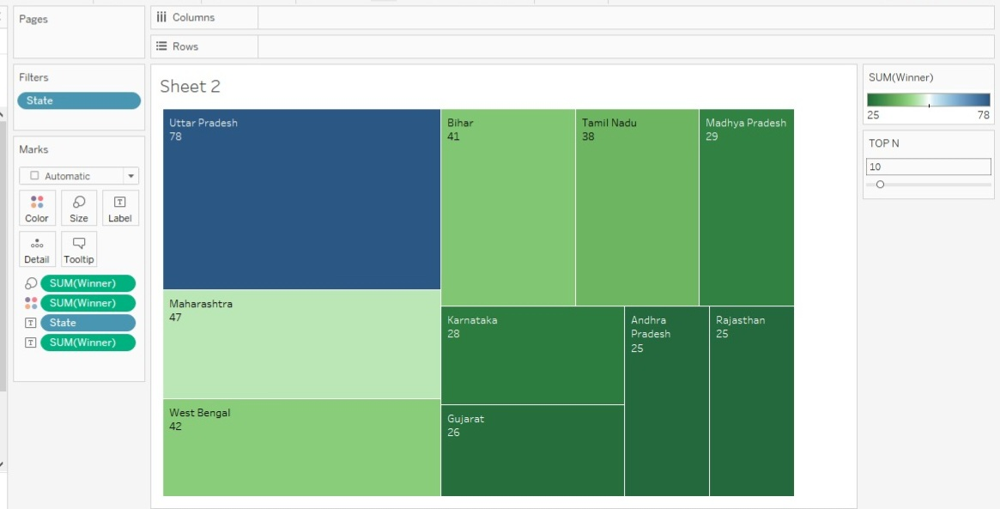 Pages
Columns
Rows
Filters
State
Marks
Automatic
Color
Size
Label
Detail
Tooltip
SUM(Winner)
SUM(Winner)
State
SUM(Winner)
Sheet 2
Uttar Pradesh
78
Maharashtra
47
West Bengal
42
Bihar
41
Tamil Nadu
38
Madhya Pradesh
29
Karnataka
28
Gujarat
26
Andhra
Pradesh
25
Rajasthan
25
SUM(Winner)
25 78
TOP N
10